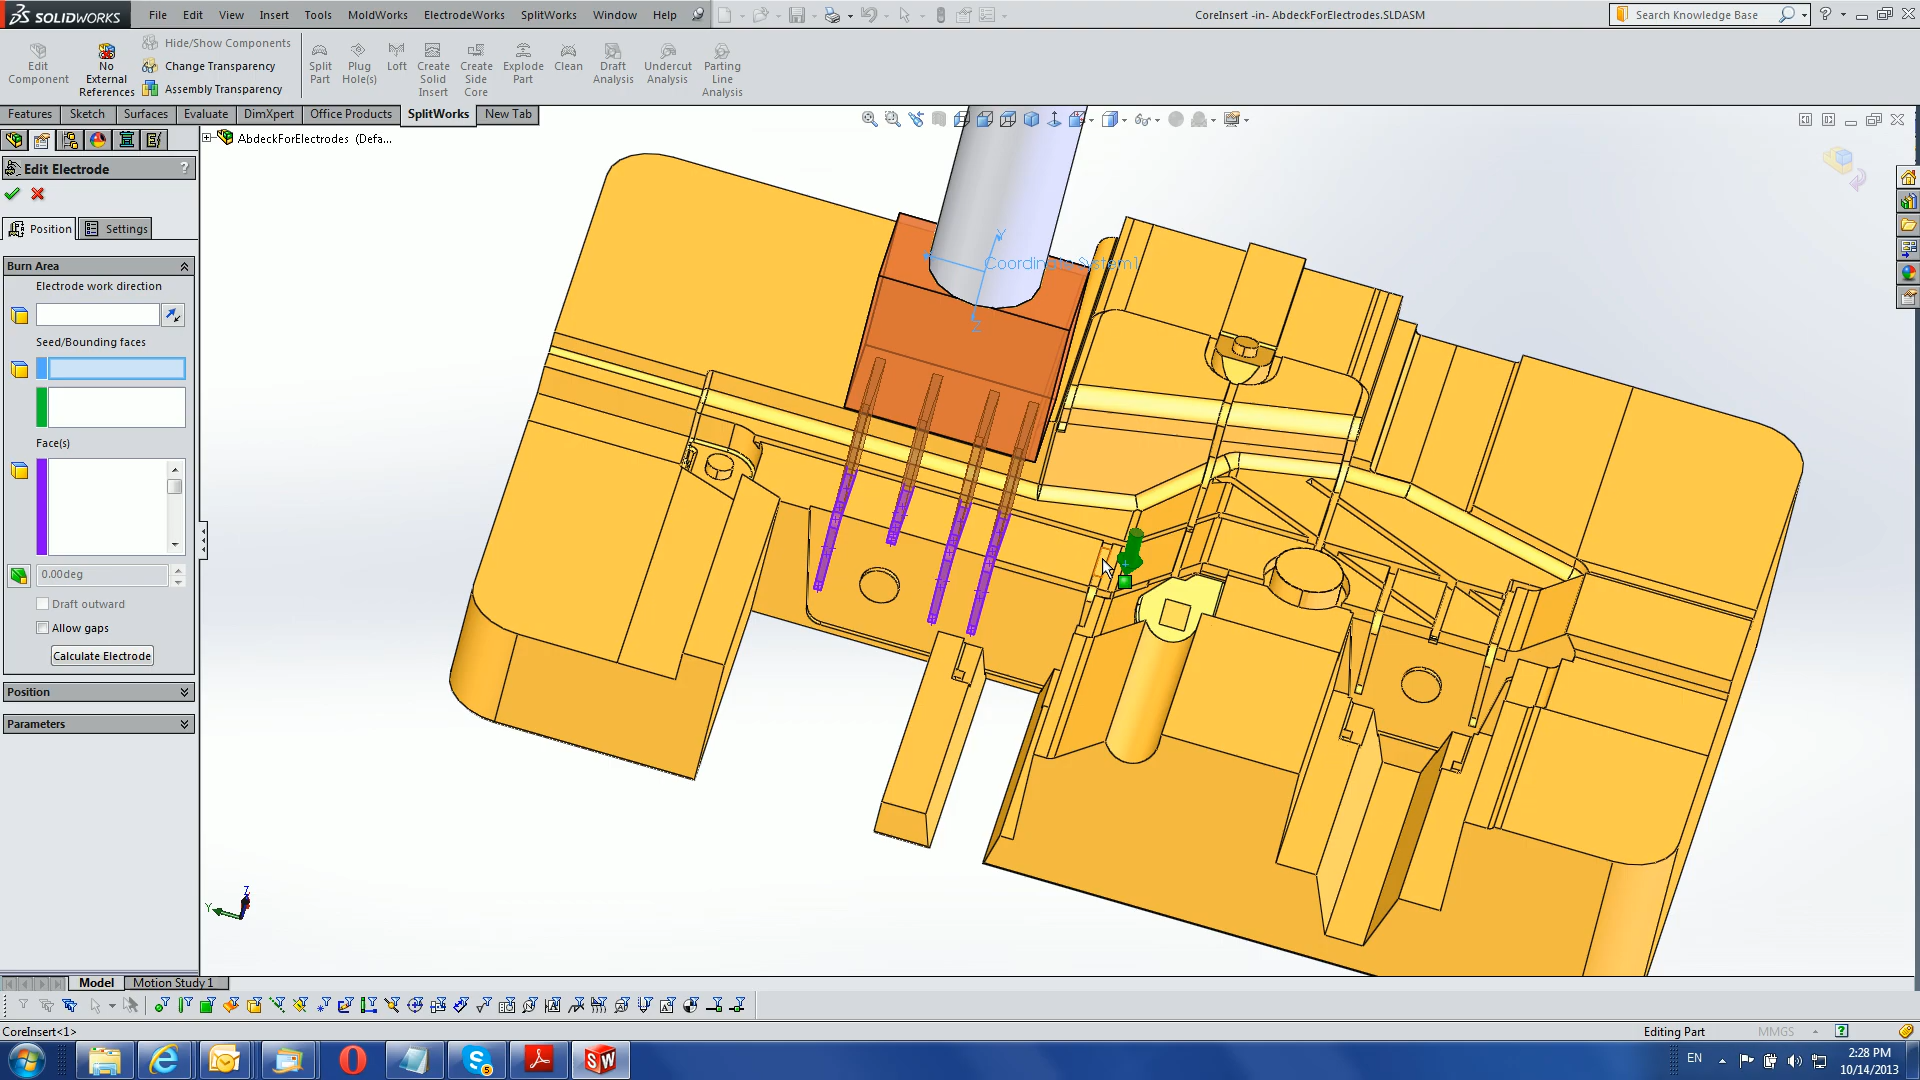 SOLIDWORKS File Edit View Insert Tools MoldWorks ElectrodeWorks SplitWorks Window Help CoreInsert -in- AbdeckForElectrodes.SLDASM Search Knowledge Base ?
Edit Component
No External References
Hide/Show Components
Change Transparency
Assembly Transparency
Split Part
Plug Hole(s)
Loft
Create Solid Insert
Create Side Core
Explode Part
Clean
Draft Analysis
Undercut Analysis
Parting Line Analysis
Features Sketch Surfaces Evaluate DimXpert Office Products SplitWorks New Tab
AbdeckForElectrodes (Defa...
Edit Electrode ?
Position Settings
Burn Area
Electrode work direction
Seed/Bounding faces
Face(s)
0.00deg
Draft outward
Allow gaps
Calculate Electrode
Position
Parameters
Y
Coordinate System1
Z
Z
Y
Model Motion Study 1
CoreInsert<1> Editing Part MMGS ?
EN 2:28 PM
10/14/2013